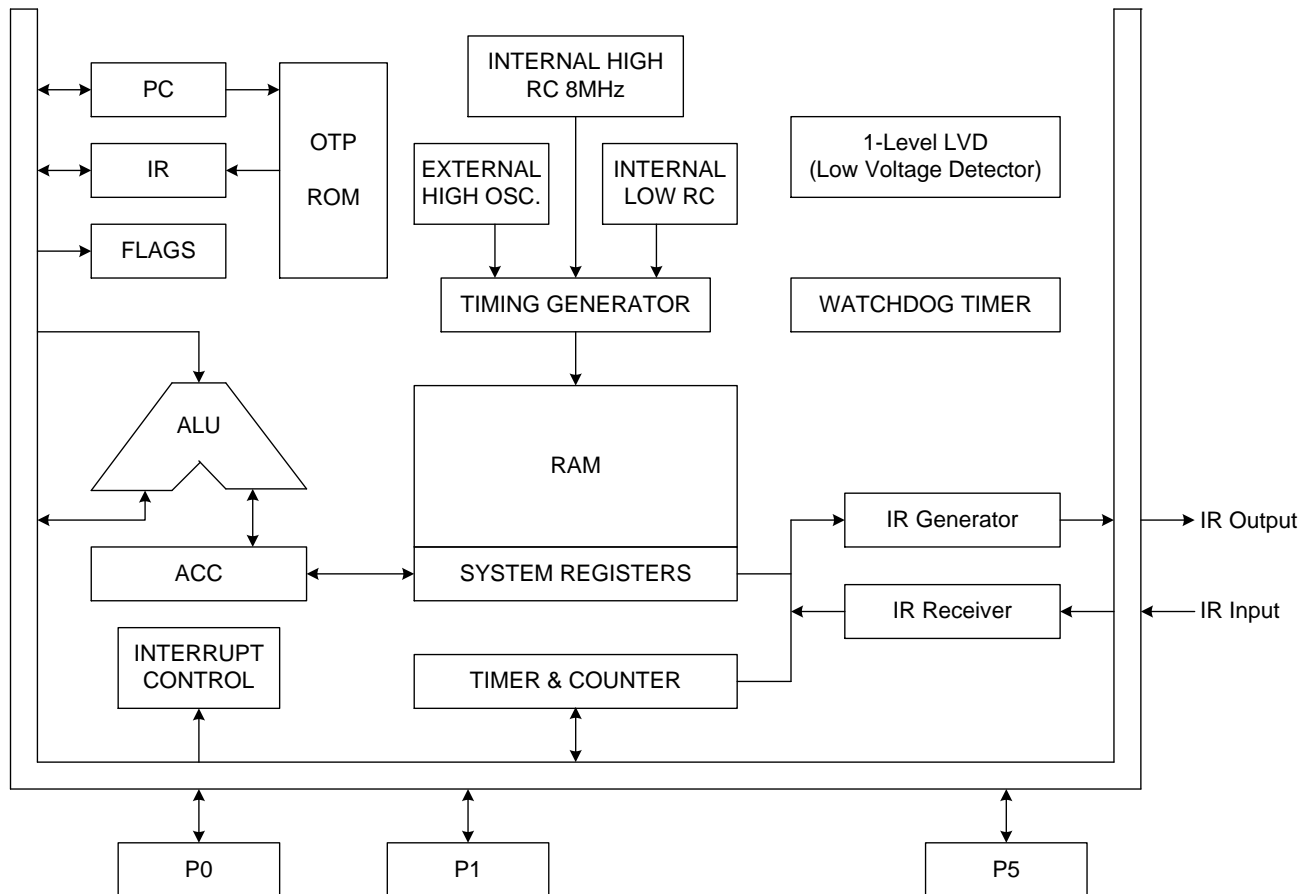 INTERNAL HIGH
RC 8MHz
PC
OTP
ROM
1-Level LVD
(Low Voltage Detector)
IR
EXTERNAL
HIGH OSC.
INTERNAL
LOW RC
FLAGS
TIMING GENERATOR
WATCHDOG TIMER
ALU
RAM
IR Generator
IR Output
ACC
SYSTEM REGISTERS
IR Receiver
IR Input
INTERRUPT
CONTROL
TIMER & COUNTER
P0
P1
P5